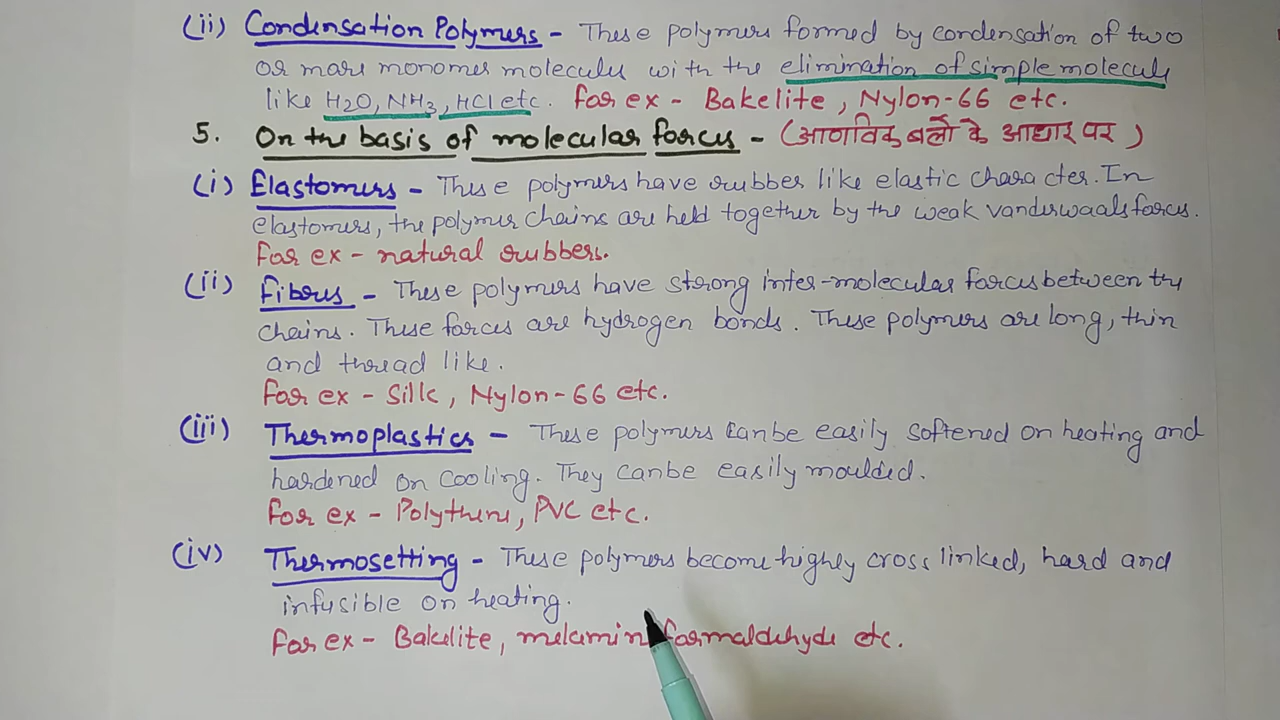 (ii) Condensation Polymers - These polymers formed by condensation of two
or more monomer molecules with the elimination of simple molecules
like H2O, NH3, HCl etc. for ex - Bakelite, Nylon-66 etc.
5. On the basis of molecular forces - (आणविक बलों के आधार पर)
(i) Elastomers - These polymers have rubber like elastic character. In
elastomers, the polymer chains are held together by the weak vanderwaals forces.
for ex - natural rubbers.
(ii) fibres - These polymers have strong inter-molecular forces between the
chains. These forces are hydrogen bonds. These polymers are long, thin
and thread like.
for ex - Silk, Nylon-66 etc.
(iii) Thermoplastics - These polymers can be easily softened on heating and
hardened on cooling. They can be easily moulded.
for ex - Polythene, PVC etc.
(iv) Thermosetting - These polymers become highly cross linked, hard and
infusible on heating.
for ex - Bakelite, melamine formaldehyde etc.